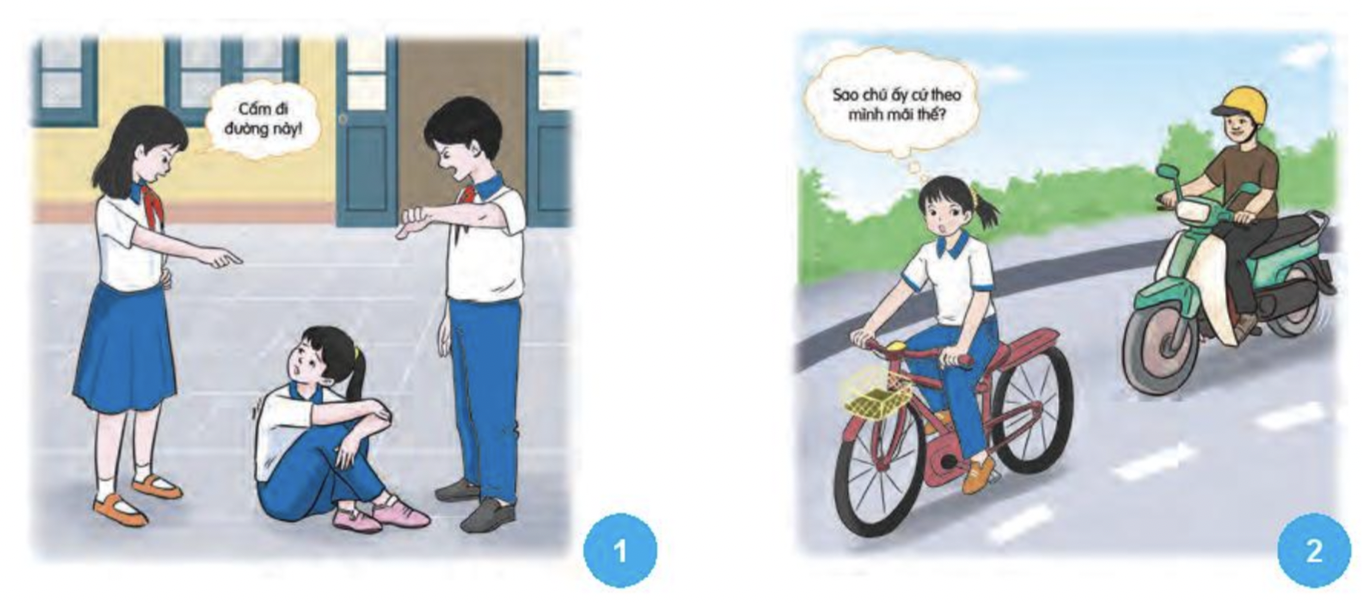 Cấm đi
đường này!
1
Sao chú ấy cứ theo
mình mãi thế?
2